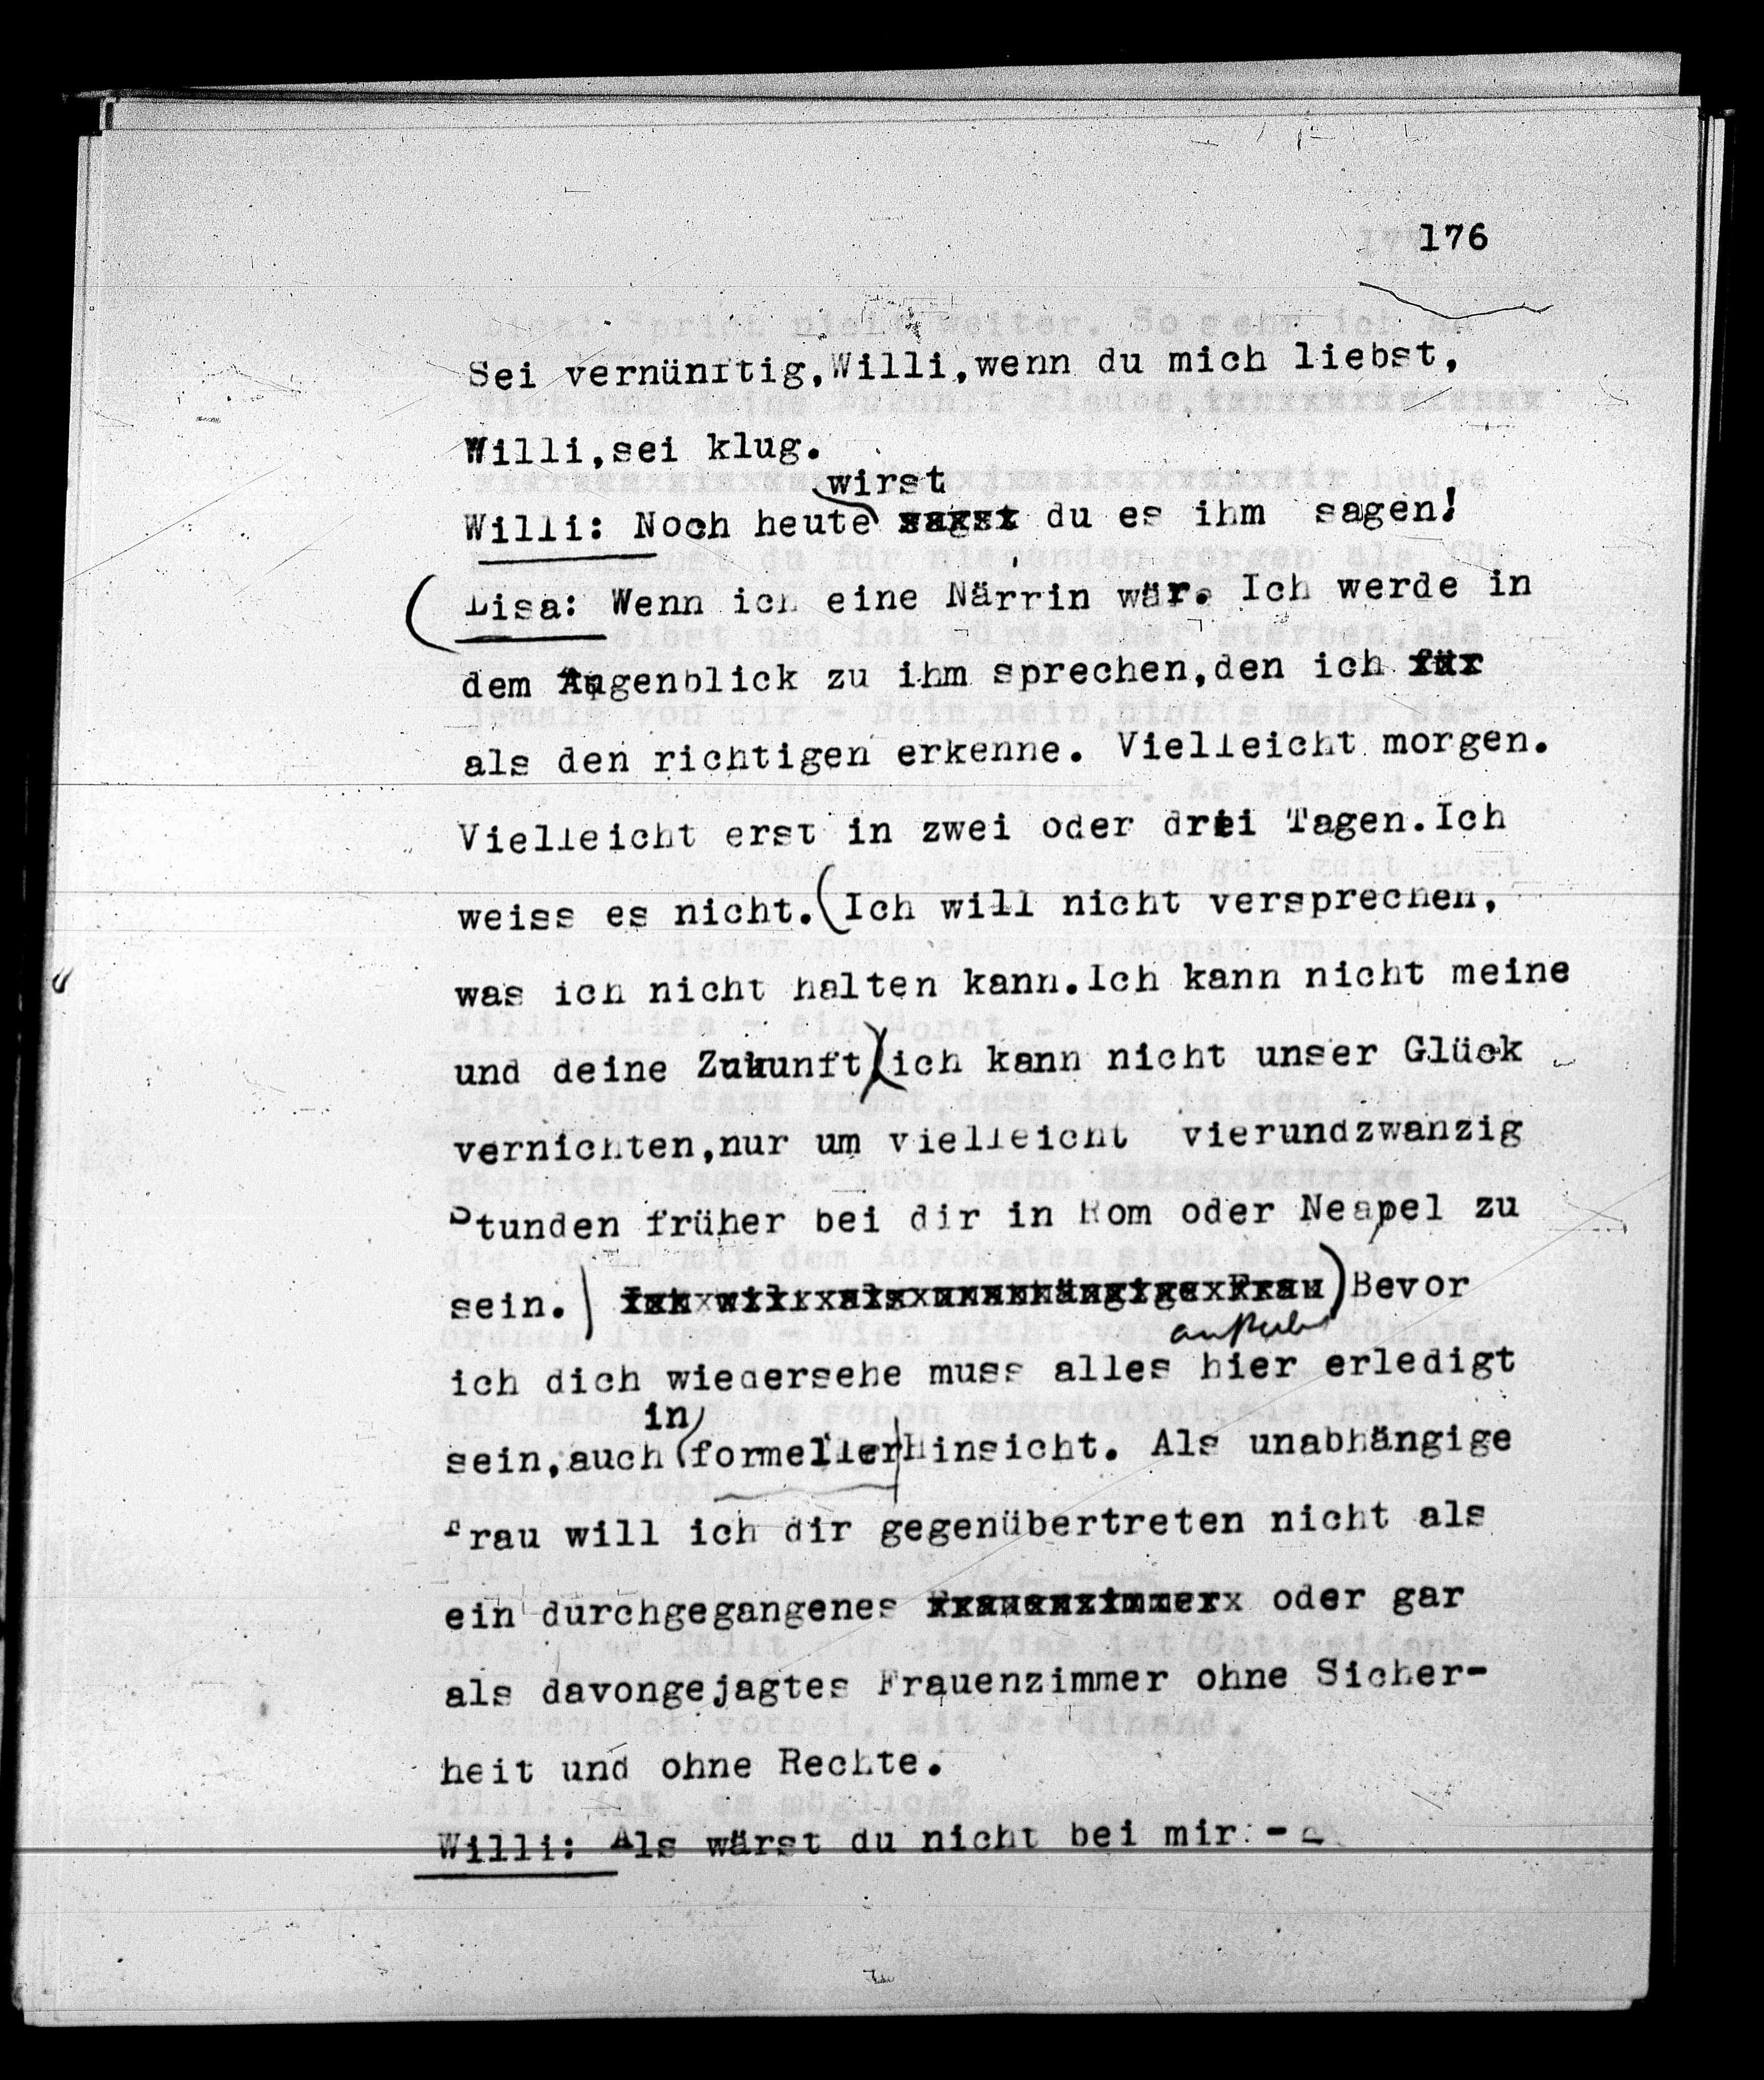 176
Sei vernünftig,Willi,wenn du mich liebst,
Willi,sei klug.
wirst
Willi: Noch heute sagst du es ihm sagen!
(Lisa: Wenn ich eine Närrin wär. Ich werde in
dem Augenblick zu ihm sprechen,den ich für
als den richtigen erkenne. Vielleicht morgen.
Vielleicht erst in zwei oder drei Tagen.Ich
weiss es nicht.(Ich will nicht versprechen,
was ich nicht halten kann.Ich kann nicht meine
und deine Zukunft)(ich kann nicht unser Glück
vernichten,nur um vielleicht vierundzwanzig
Stunden früher bei dir in Rom oder Neapel zu
sein.) Ich will als unabhängige Frau) Bevor
ich dich wiedersehe muss alles hier erledigt
in
sein,auch (formeller Hinsicht. Als unabhängige
Frau will ich dir gegenübertreten nicht als
ein durchgegangenes Frauenzimmer oder gar
als davongejagtes Frauenzimmer ohne Sicher-
heit und ohne Rechte.
Willi: Als wärst du nicht bei mir -